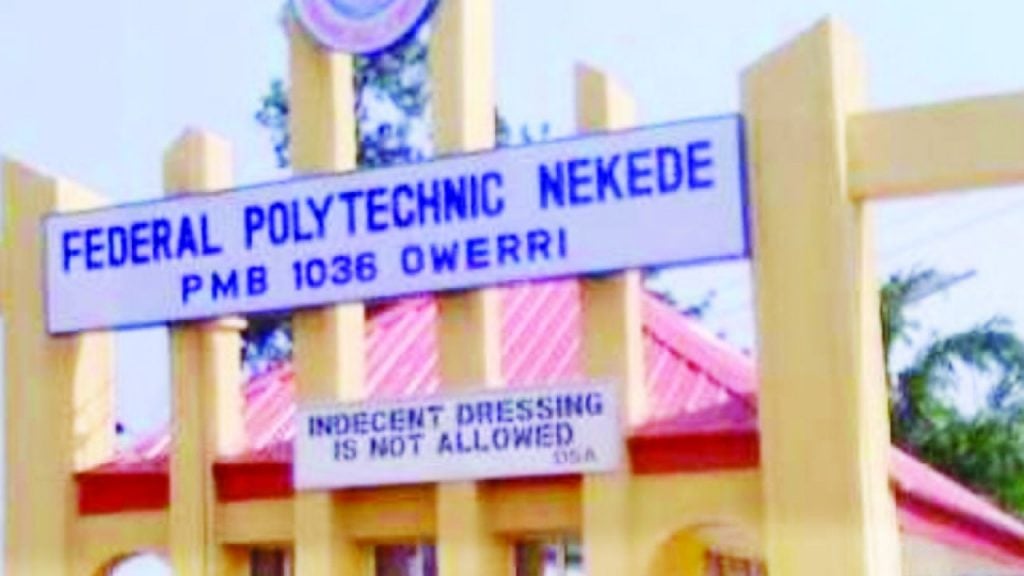 FEDERAL POLYTECHNIC NEKEDE
PMB 1036 OWERRI
INDECENT DRESSING
IS NOT ALLOWED
DSA